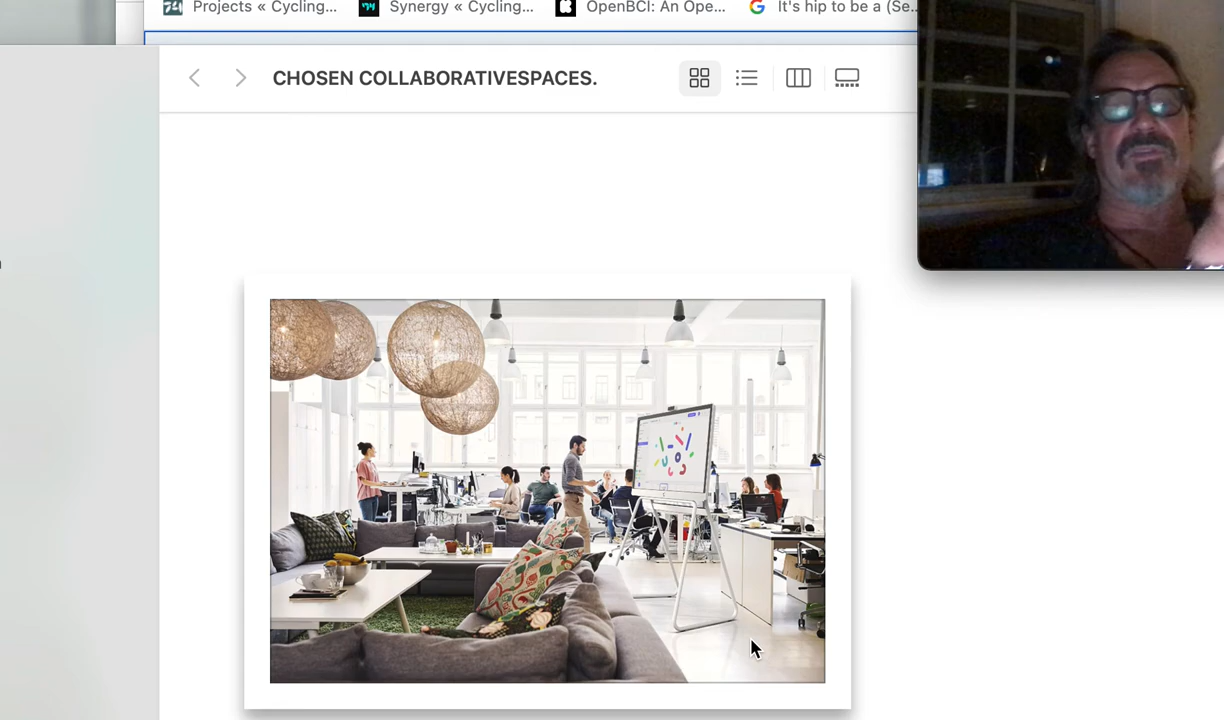 Projects « Cycling... Synergy « Cycling... OpenBCI: An Ope... It's hip to be a (Se...
CHOSEN COLLABORATIVESPACES.